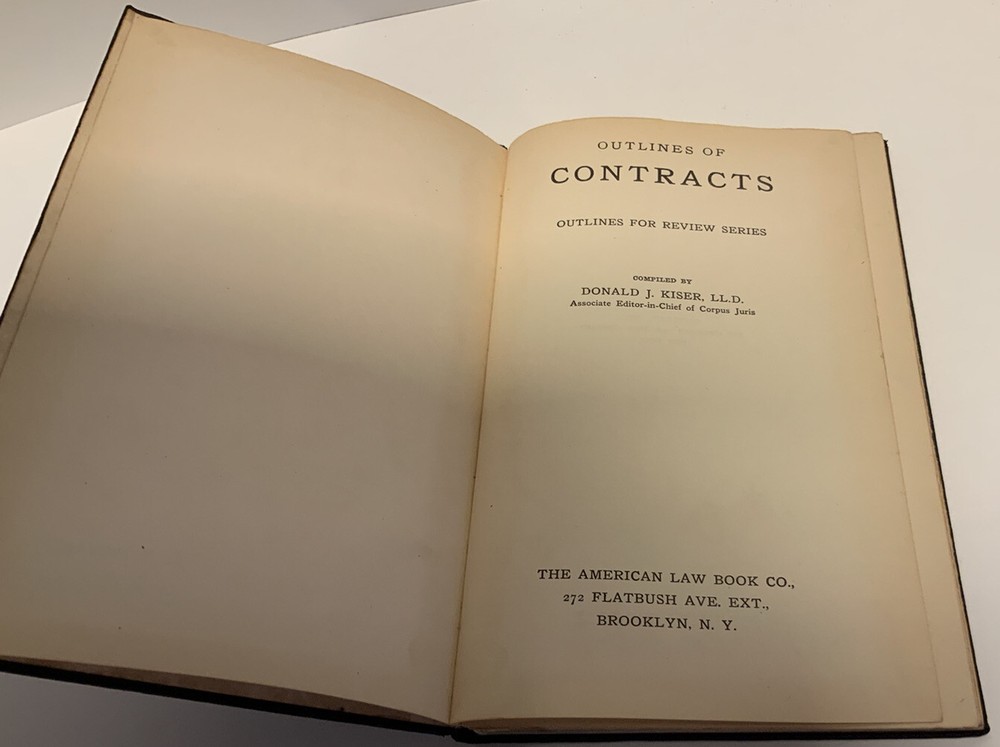 OUTLINES OF
CONTRACTS
OUTLINES FOR REVIEW SERIES
COMPILED BY
DONALD J. KISER, LL.D.
Associate Editor-in-Chief of Corpus Juris
THE AMERICAN LAW BOOK CO.,
272 FLATBUSH AVE. EXT.,
BROOKLYN, N. Y.